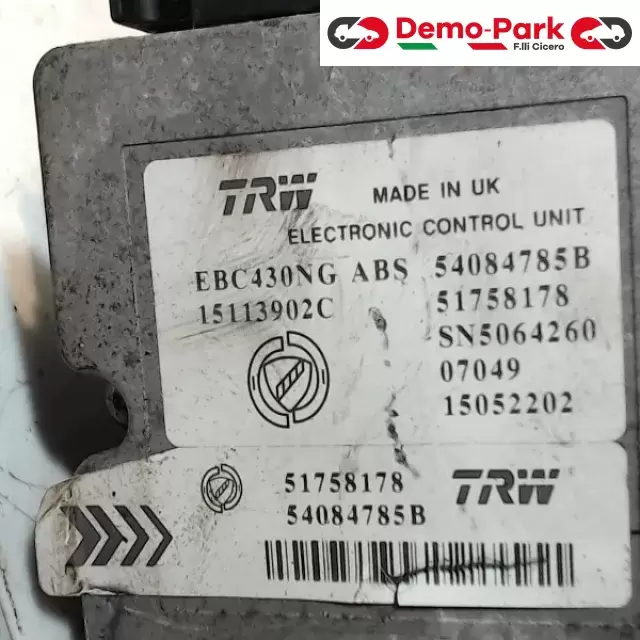 Demo-Park
F.lli Cicero
TRW MADE IN UK
ELECTRONIC CONTROL UNIT
EBC430NG ABS 54084785B
15113902C 51758178
SN5064260
07049
15052202
51758178 TRW
54084785B